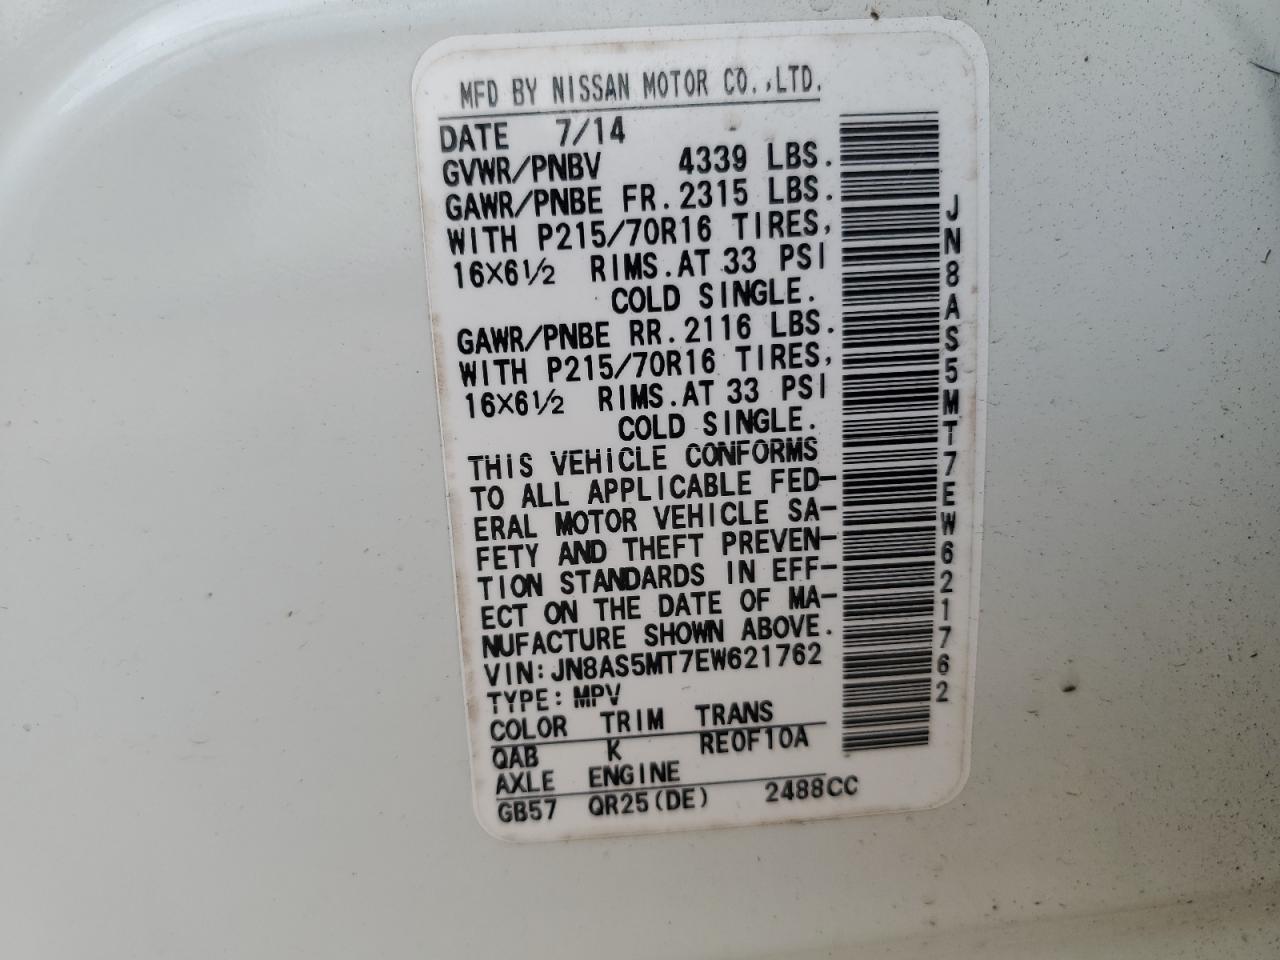 MFD BY NISSAN MOTOR CO.,LTD.
DATE 7/14
GVWR/PNBV 4339 LBS.
GAWR/PNBE FR. 2315 LBS.
WITH P215/70R16 TIRES,
16X6½ RIMS.AT 33 PSI
COLD SINGLE.
GAWR/PNBE RR. 2116 LBS.
WITH P215/70R16 TIRES,
16X6½ RIMS.AT 33 PSI
COLD SINGLE.
THIS VEHICLE CONFORMS
TO ALL APPLICABLE FED-
ERAL MOTOR VEHICLE SA-
FETY AND THEFT PREVEN-
TION STANDARDS IN EFF-
ECT ON THE DATE OF MA-
NUFACTURE SHOWN ABOVE.
VIN:JN8AS5MT7EW621762
TYPE: MPV
COLOR TRIM TRANS
QAB K RE0F10A
AXLE ENGINE
GB57 QR25(DE) 2488CC
JN8AS5MT7EW621762